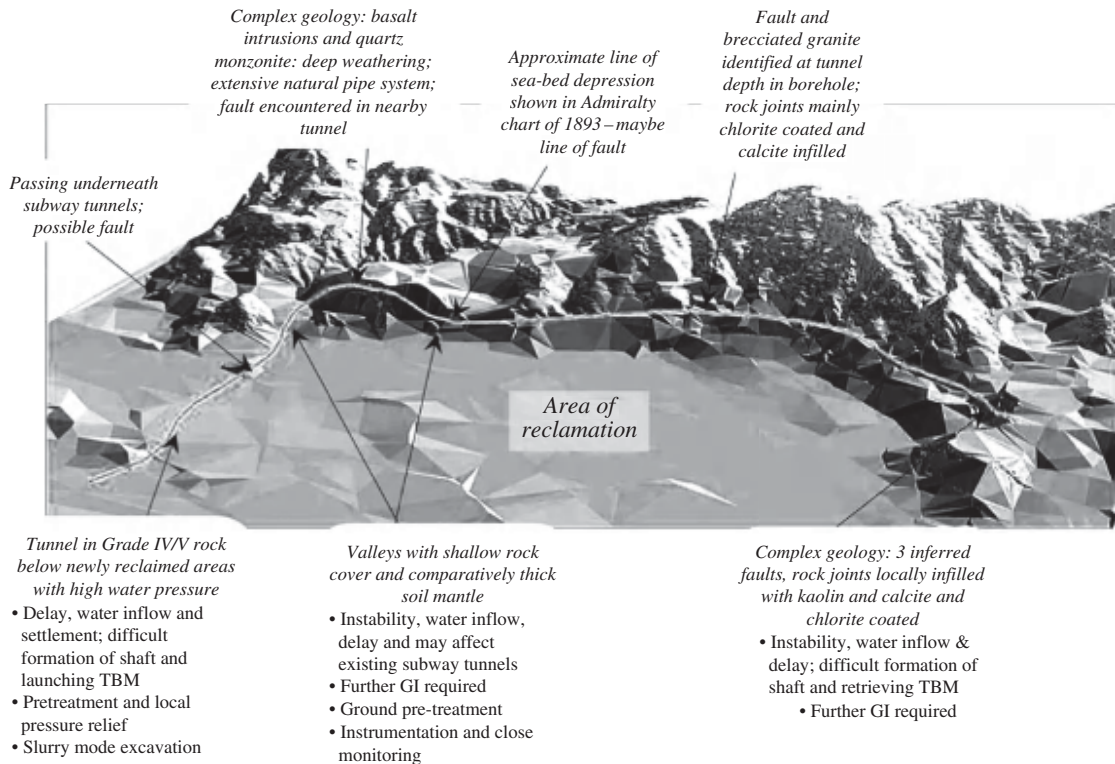 Complex geology: basalt
intrusions and quartz
monzonite: deep weathering;
extensive natural pipe system;
fault encountered in nearby
tunnel
Approximate line of
sea-bed depression
shown in Admiralty
chart of 1893–maybe
line of fault
Fault and
brecciated granite
identified at tunnel
depth in borehole;
rock joints mainly
chlorite coated and
calcite infilled
Passing underneath
subway tunnels;
possible fault
Area of
reclamation
Tunnel in Grade IV/V rock
below newly reclaimed areas
with high water pressure
• Delay, water inflow and
settlement; difficult
formation of shaft and
launching TBM
• Pretreatment and local
pressure relief
• Slurry mode excavation
Valleys with shallow rock
cover and comparatively thick
soil mantle
• Instability, water inflow,
delay and may affect
existing subway tunnels
• Further GI required
• Ground pre-treatment
• Instrumentation and close
monitoring
Complex geology: 3 inferred
faults, rock joints locally infilled
with kaolin and calcite and
chlorite coated
• Instability, water inflow &
delay; difficult formation of
shaft and retrieving TBM
• Further GI required